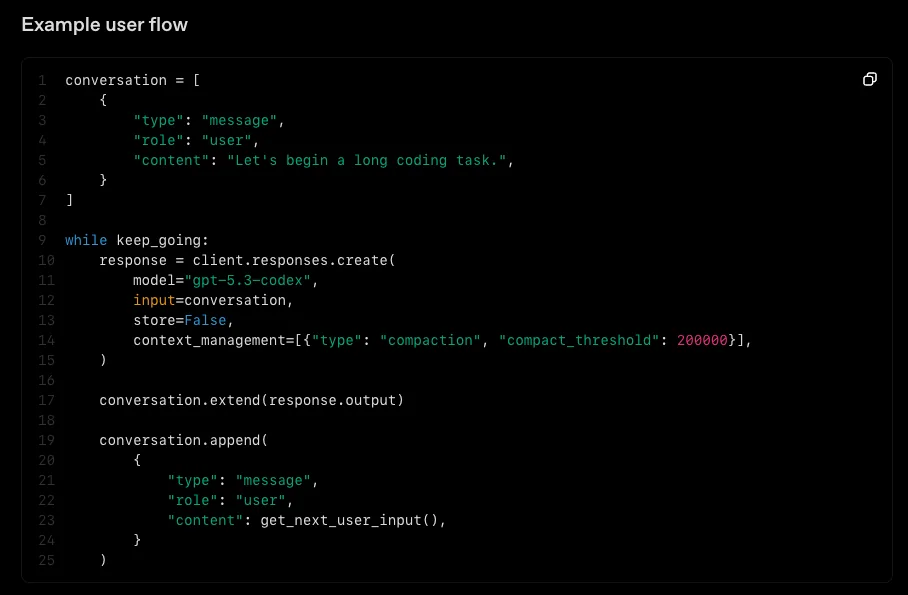 Example user flow
1 conversation = [
2     {
3         "type": "message",
4         "role": "user",
5         "content": "Let's begin a long coding task.",
6     }
7 ]
8
9 while keep_going:
10     response = client.responses.create(
11         model="gpt-5.3-codex",
12         input=conversation,
13         store=False,
14         context_management=[{"type": "compaction", "compact_threshold": 200000}],
15     )
16
17     conversation.extend(response.output)
18
19     conversation.append(
20         {
21             "type": "message",
22             "role": "user",
23             "content": get_next_user_input(),
24         }
25     )